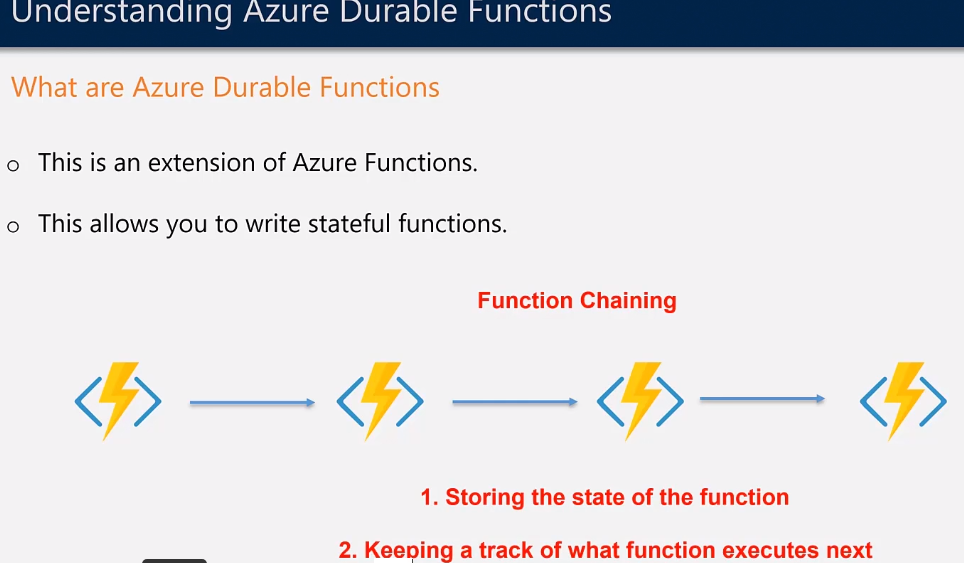 Understanding Azure Durable Functions
What are Azure Durable Functions
o This is an extension of Azure Functions.
o This allows you to write stateful functions.
Function Chaining
1. Storing the state of the function
2. Keeping a track of what function executes next